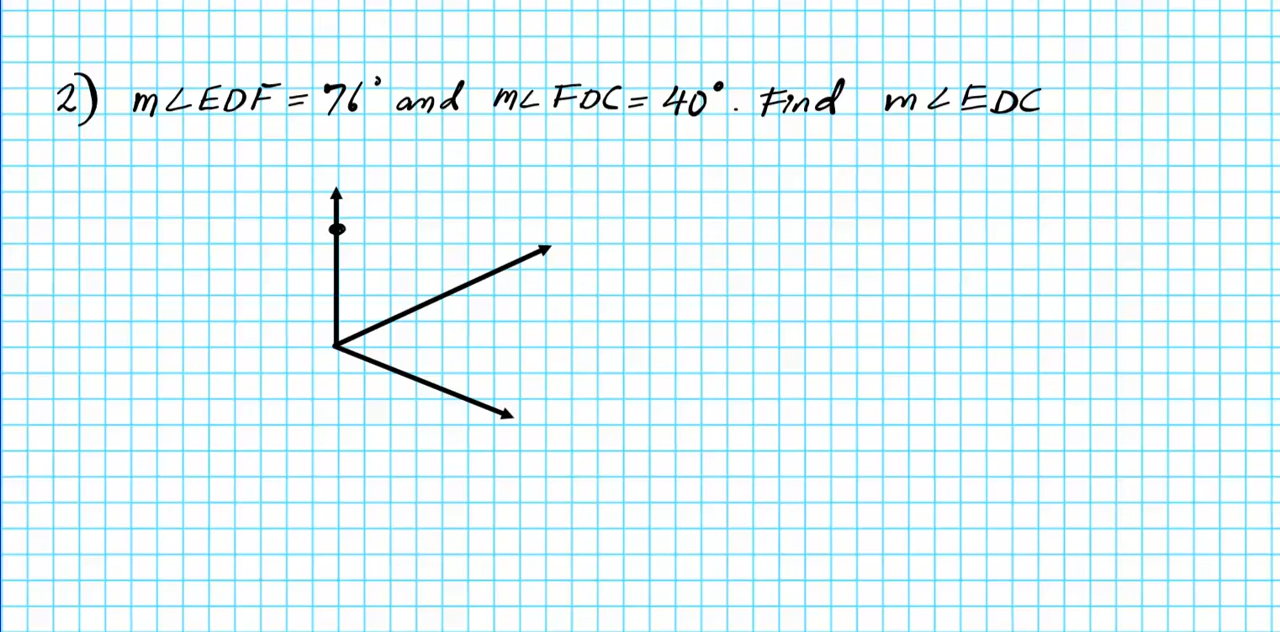 2) m∠EDF = 76° and m∠FDC = 40°. Find m∠EDC